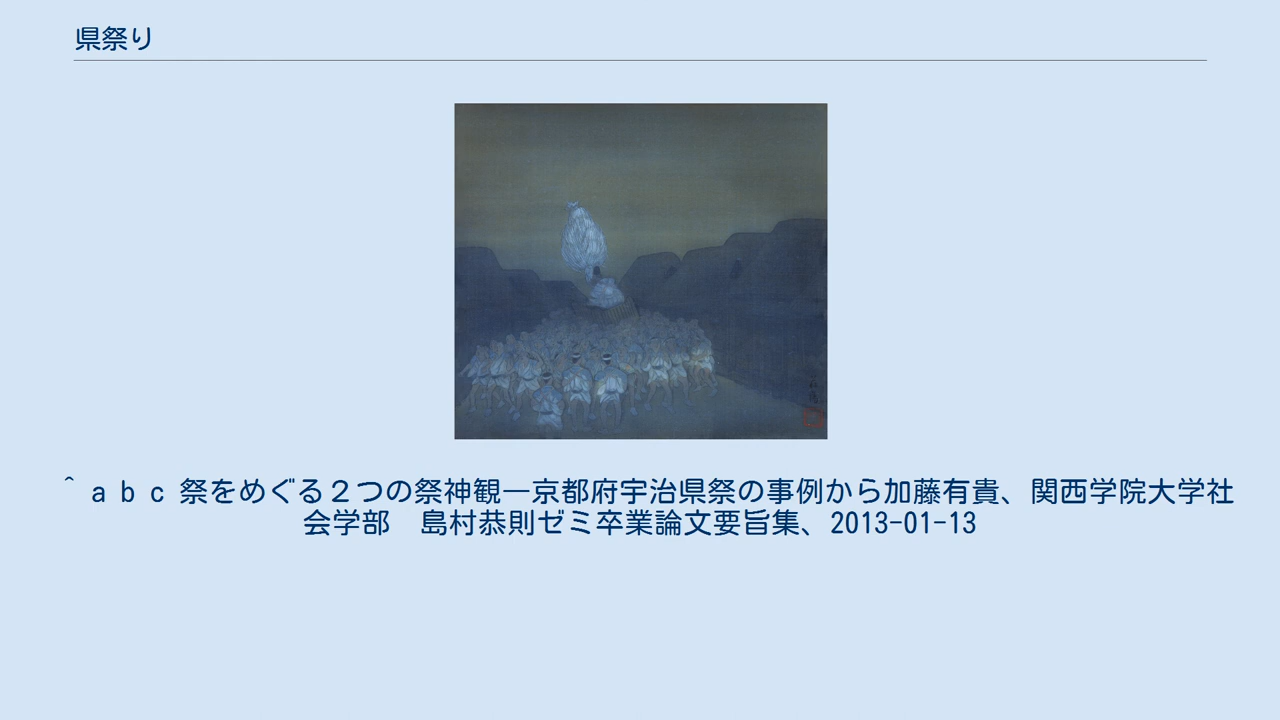 県祭り
^ a b c 祭をめぐる２つの祭神観―京都府宇治県祭の事例から加藤有貴、関西学院大学社
会学部　島村恭則ゼミ卒業論文要旨集、2013-01-13